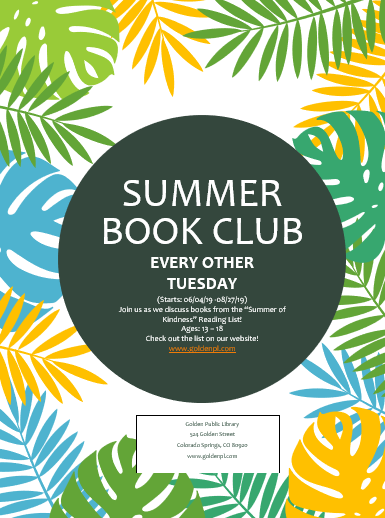 SUMMER
BOOK CLUB
EVERY OTHER
TUESDAY
(Starts: 06/04/19 -08/27/19)
Join us as we discuss books from the “Summer of
Kindness” Reading List!
Ages: 13 – 18
Check out the list on our website!
www.goldenpl.com
Golden Public Library
524 Golden Street
Colorado Springs, CO 80920
www.goldenpl.com